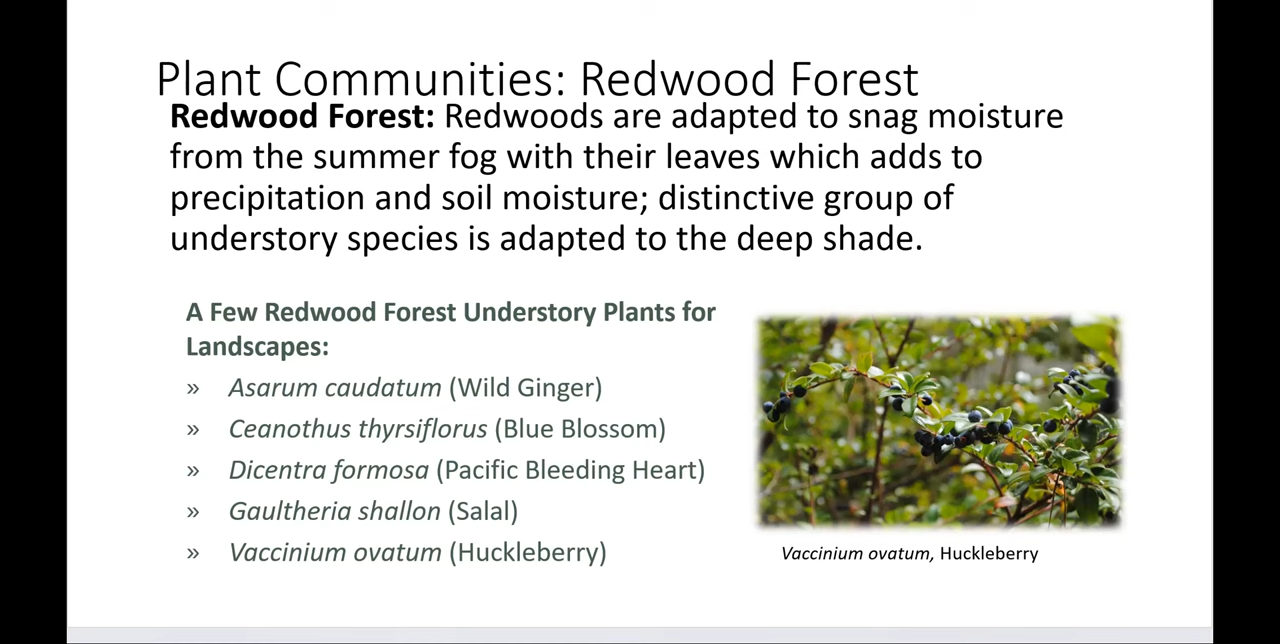 Plant Communities: Redwood Forest
Redwood Forest: Redwoods are adapted to snag moisture
from the summer fog with their leaves which adds to
precipitation and soil moisture; distinctive group of
understory species is adapted to the deep shade.
A Few Redwood Forest Understory Plants for
Landscapes:
» Asarum caudatum (Wild Ginger)
» Ceanothus thyrsiflorus (Blue Blossom)
» Dicentra formosa (Pacific Bleeding Heart)
» Gaultheria shallon (Salal)
» Vaccinium ovatum (Huckleberry)
Vaccinium ovatum, Huckleberry